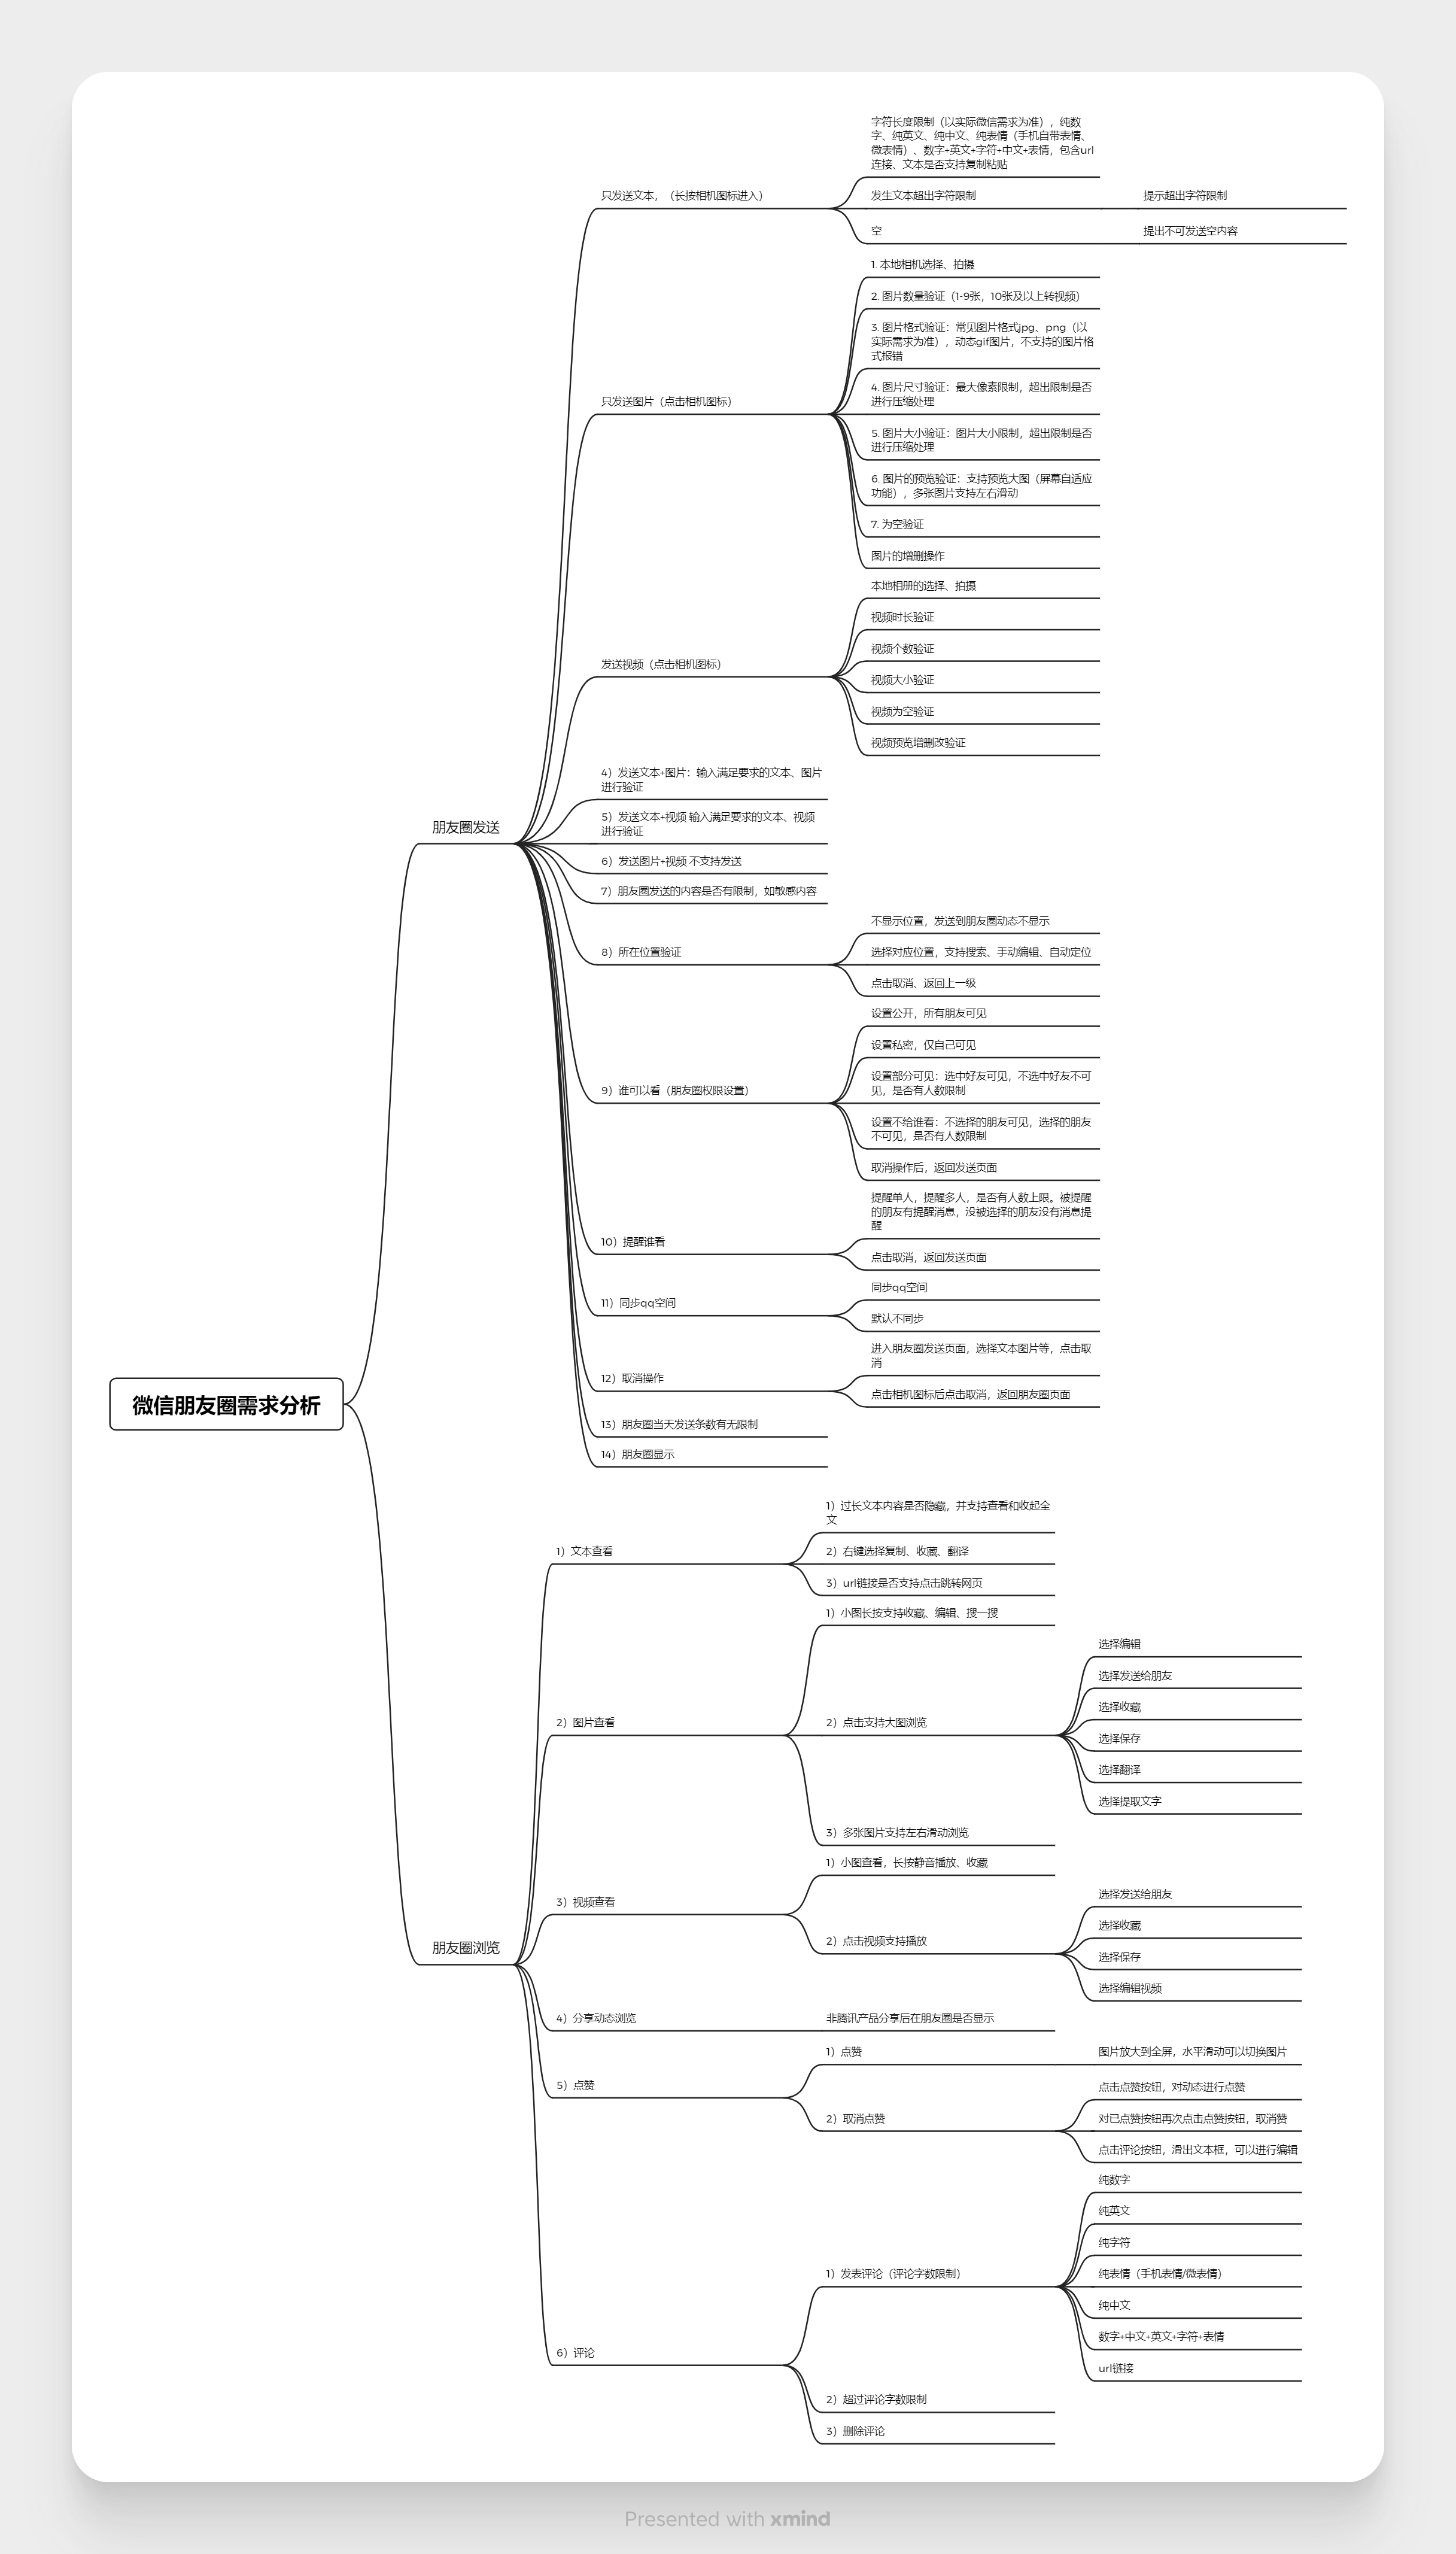 微信朋友圈需求分析
朋友圈发送
只发送文本，（长按相机图标进入）
字符长度限制（以实际微信需求为准），纯数
字、纯英文、纯中文、纯表情（手机自带表情、
微表情）、数字+英文+字符+中文+表情，包含url
连接、文本是否支持复制粘贴
发生文本超出字符限制
提示超出字符限制
空
提出不可发送空内容
只发送图片（点击相机图标）
1. 本地相机选择、拍摄
2. 图片数量验证（1-9张，10张及以上转视频）
3. 图片格式验证：常见图片格式jpg、png（以
实际需求为准），动态gif图片，不支持的图片格
式报错
4. 图片尺寸验证：最大像素限制，超出限制是否
进行压缩处理
5. 图片大小验证：图片大小限制，超出限制是否
进行压缩处理
6. 图片的预览验证：支持预览大图（屏幕自适应
功能），多张图片支持左右滑动
7. 为空验证
图片的增删操作
发送视频（点击相机图标）
本地相册的选择、拍摄
视频时长验证
视频个数验证
视频大小验证
视频为空验证
视频预览增删改验证
4）发送文本+图片：输入满足要求的文本、图片
进行验证
5）发送文本+视频 输入满足要求的文本、视频
进行验证
6）发送图片+视频 不支持发送
7）朋友圈发送的内容是否有限制，如敏感内容
8）所在位置验证
不显示位置，发送到朋友圈动态不显示
选择对应位置，支持搜索、手动编辑、自动定位
点击取消、返回上一级
9）谁可以看（朋友圈权限设置）
设置公开，所有朋友可见
设置私密，仅自己可见
设置部分可见：选中好友可见，不选中好友不可
见，是否有人数限制
设置不给谁看：不选择的朋友可见，选择的朋友
不可见，是否有人数限制
取消操作后，返回发送页面
10）提醒谁看
提醒单人，提醒多人，是否有人数上限。被提醒
的朋友有提醒消息，没被选择的朋友没有消息提
醒
点击取消，返回发送页面
11）同步qq空间
同步qq空间
默认不同步
12）取消操作
进入朋友圈发送页面，选择文本图片等，点击取
消
点击相机图标后点击取消，返回朋友圈页面
13）朋友圈当天发送条数有无限制
14）朋友圈显示
朋友圈浏览
1）文本查看
1）过长文本内容是否隐藏，并支持查看和收起全
文
2）右键选择复制、收藏、翻译
3）url链接是否支持点击跳转网页
2）图片查看
1）小图长按支持收藏、编辑、搜一搜
2）点击支持大图浏览
选择编辑
选择发送给朋友
选择收藏
选择保存
选择翻译
选择提取文字
3）多张图片支持左右滑动浏览
3）视频查看
1）小图查看，长按静音播放、收藏
2）点击视频支持播放
选择发送给朋友
选择收藏
选择保存
选择编辑视频
4）分享动态浏览
非腾讯产品分享后在朋友圈是否显示
5）点赞
1）点赞
图片放大到全屏，水平滑动可以切换图片
2）取消点赞
点击点赞按钮，对动态进行点赞
对已点赞按钮再次点击点赞按钮，取消赞
点击评论按钮，滑出文本框，可以进行编辑
6）评论
1）发表评论（评论字数限制）
纯数字
纯英文
纯字符
纯表情（手机表情/微表情）
纯中文
数字+中文+英文+字符+表情
url链接
2）超过评论字数限制
3）删除评论
Presented with xmind